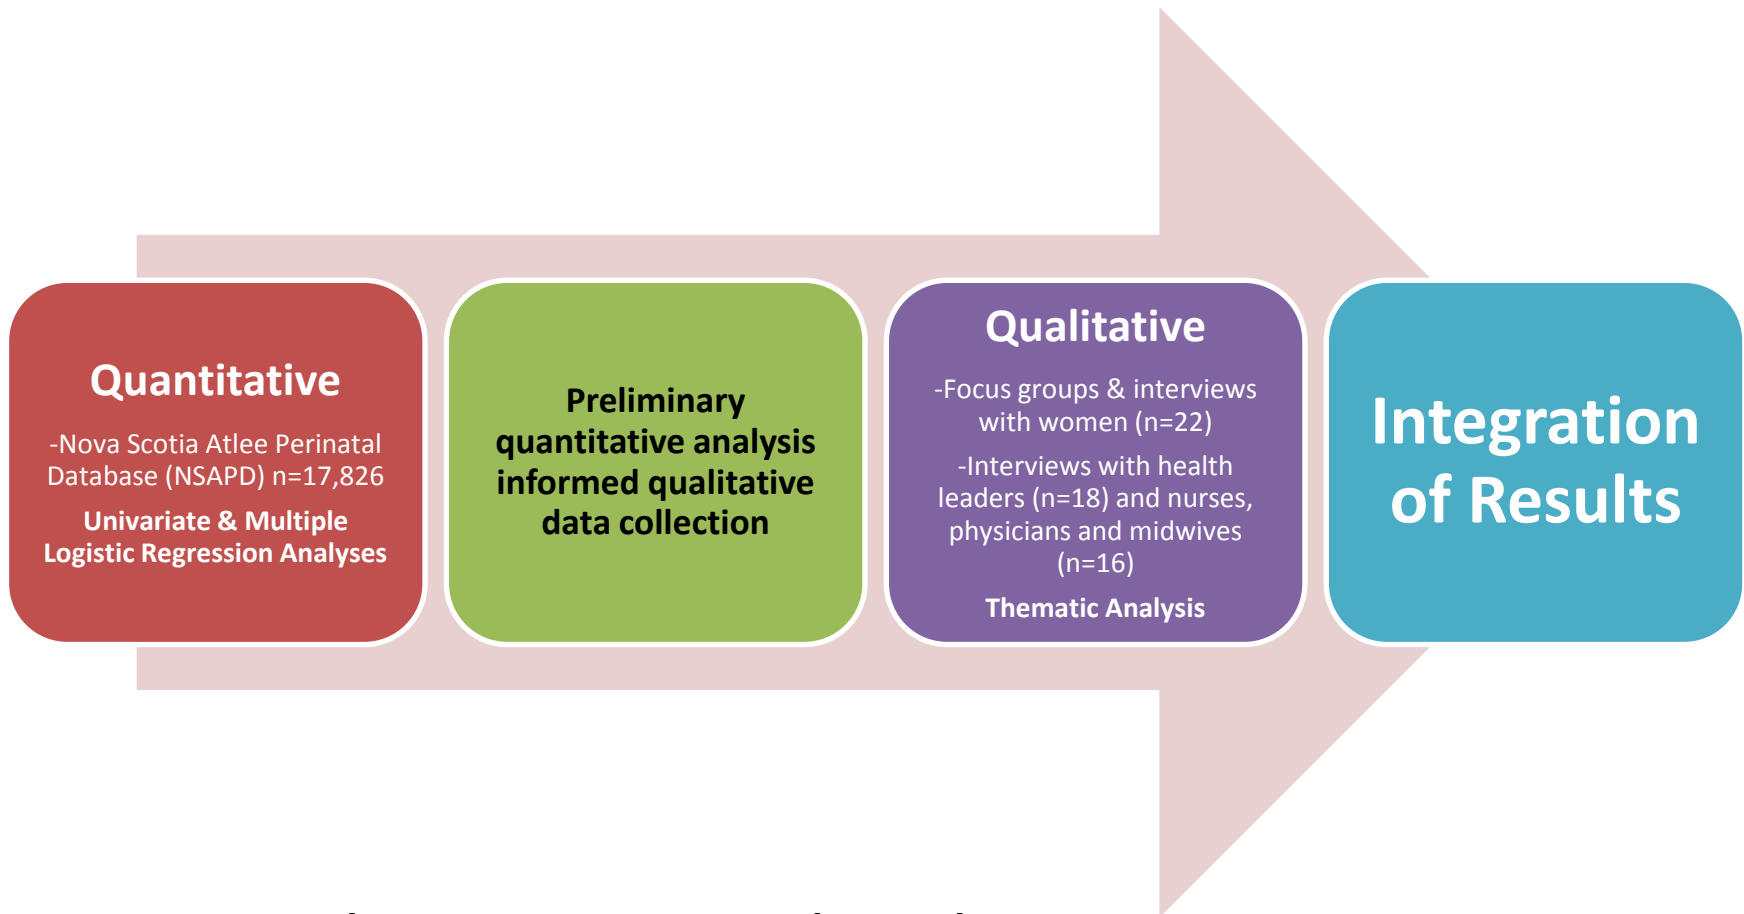 Quantitative
-Nova Scotia Atlee Perinatal
Database (NSAPD) n=17,826
Univariate & Multiple
Logistic Regression Analyses
Preliminary
quantitative analysis
informed qualitative
data collection
Qualitative
-Focus groups & interviews
with women (n=22)
-Interviews with health
leaders (n=18) and nurses,
physicians and midwives
(n=16)
Thematic Analysis
Integration
of Results